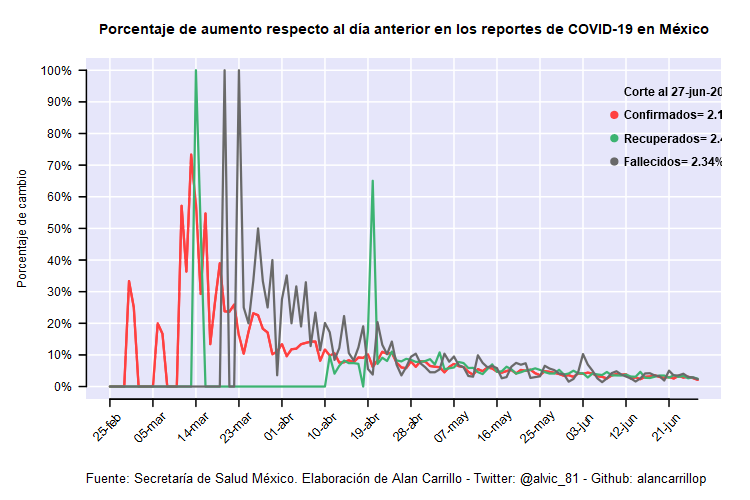 Porcentaje de aumento respecto al día anterior en los reportes de COVID-19 en México
Porcentaje de cambio
100%
90%
80%
70%
60%
50%
40%
30%
20%
10%
0%
Corte al 27-jun-20
Confirmados= 2.1
Recuperados= 2.4
Fallecidos= 2.34%
25-feb
05-mar
14-mar
23-mar
01-abr
10-abr
19-abr
28-abr
07-may
16-may
25-may
03-jun
12-jun
21-jun
Fuente: Secretaría de Salud México. Elaboración de Alan Carrillo - Twitter: @alvic_81 - Github: alancarrillop